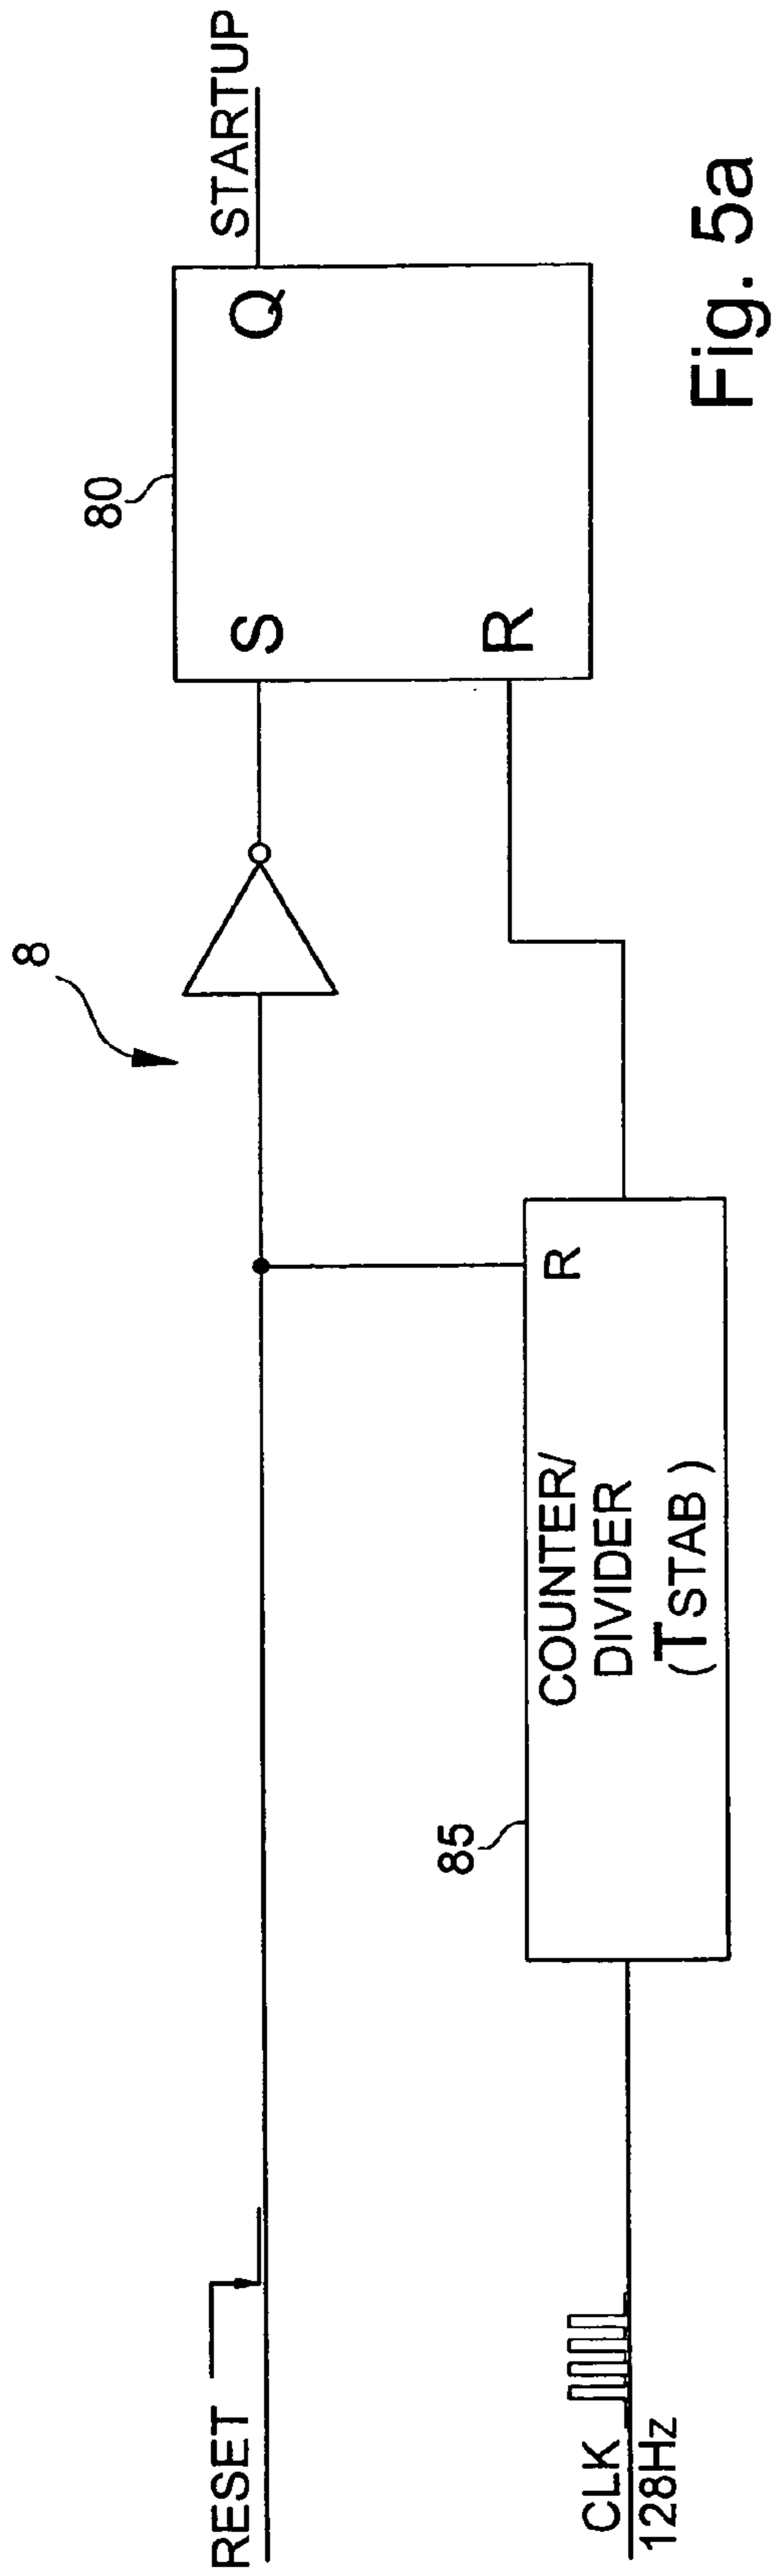 8
RESET
S
Q
STARTUP
80
R
85
COUNTER/
DIVIDER
(TSTAB)
R
CLK
128Hz
Fig. 5a